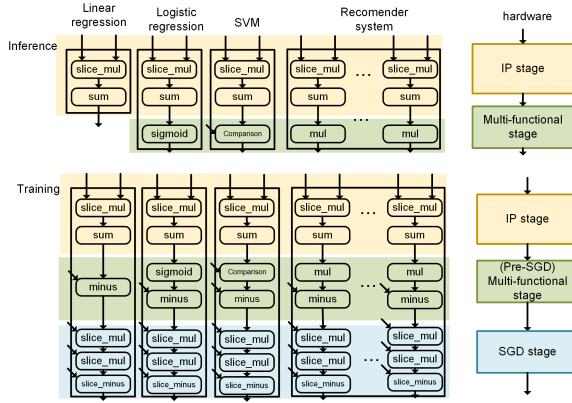 Linear
regression
Logistic
regression
SVM
Recomender
system
hardware
Inference
slice_mul
slice_mul
slice_mul
slice_mul
...
slice_mul
IP stage
sum
sum
sum
sum
sum
sigmoid
Comparison
mul
...
mul
Multi-functional
stage
Training
slice_mul
slice_mul
slice_mul
slice_mul
...
slice_mul
IP stage
sum
sum
sum
sum
sum
sigmoid
Comparison
mul
mul
(Pre-SGD)
Multi-functional
stage
minus
minus
minus
minus
...
minus
slice_mul
slice_mul
slice_mul
slice_mul
slice_mul
SGD stage
slice_mul
slice_mul
slice_mul
slice_mul
...
slice_mul
slice_minus
slice_minus
slice_minus
slice_minus
slice_minus